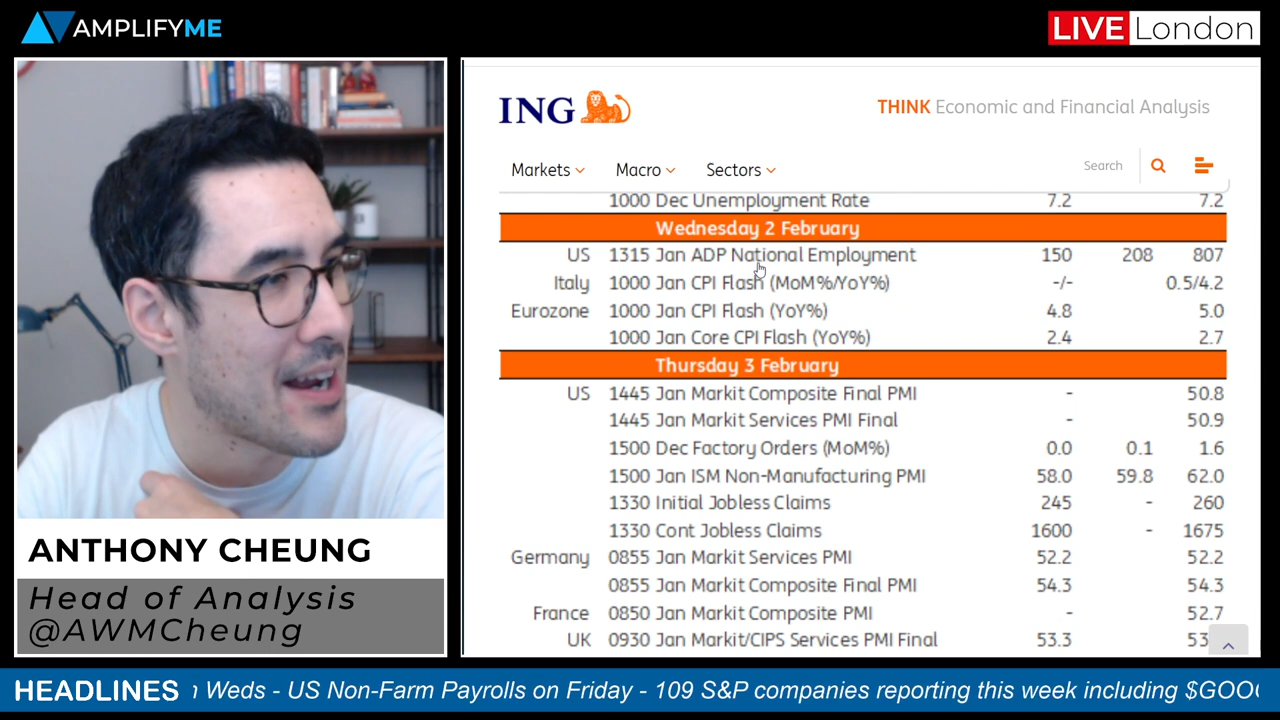 AMPLIFYME
LIVE London
ING
THINK Economic and Financial Analysis
Markets Macro Sectors Search
1000 Dec Unemployment Rate 7.2 7.2
Wednesday 2 February
US 1315 Jan ADP National Employment 150 208 807
Italy 1000 Jan CPI Flash (MoM%/YoY%) -/- 0.5/4.2
Eurozone 1000 Jan CPI Flash (YoY%) 4.8 5.0
1000 Jan Core CPI Flash (YoY%) 2.4 2.7
Thursday 3 February
US 1445 Jan Markit Composite Final PMI - 50.8
1445 Jan Markit Services PMI Final - 50.9
1500 Dec Factory Orders (MoM%) 0.0 0.1 1.6
1500 Jan ISM Non-Manufacturing PMI 58.0 59.8 62.0
1330 Initial Jobless Claims 245 - 260
1330 Cont Jobless Claims 1600 - 1675
Germany 0855 Jan Markit Services PMI 52.2 52.2
0855 Jan Markit Composite Final PMI 54.3 54.3
France 0850 Jan Markit Composite PMI - 52.7
UK 0930 Jan Markit/CIPS Services PMI Final 53.3 53
ANTHONY CHEUNG
Head of Analysis
@AWMCheung
HEADLINES Weds - US Non-Farm Payrolls on Friday - 109 S&P companies reporting this week including $GOO